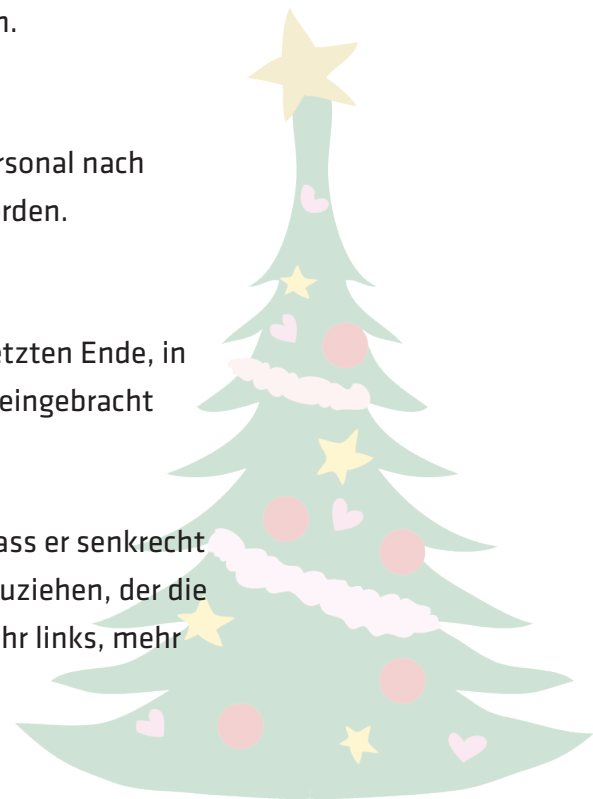 n.
rsonal nach
rden.
etzten Ende, in
eingebracht
ass er senkrecht
uziehen, der die
hr links, mehr